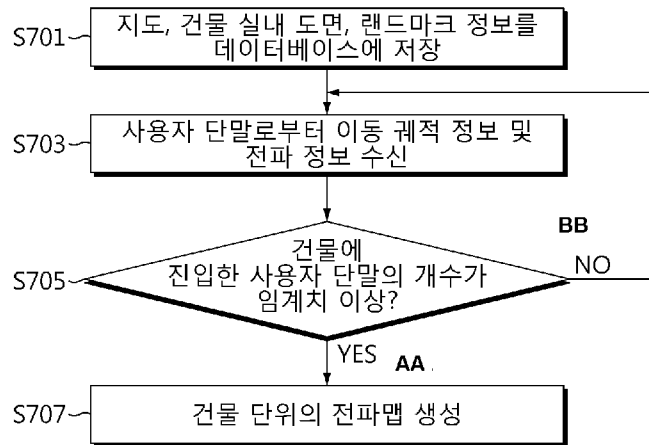 S701
지도, 건물 실내 도면, 랜드마크 정보를
데이터베이스에 저장
S703
사용자 단말로부터 이동 궤적 정보 및
전파 정보 수신
BB
건물에
S705
진입한 사용자 단말의 개수가
임계치 이상?
NO
YES
AA
S707
건물 단위의 전파맵 생성